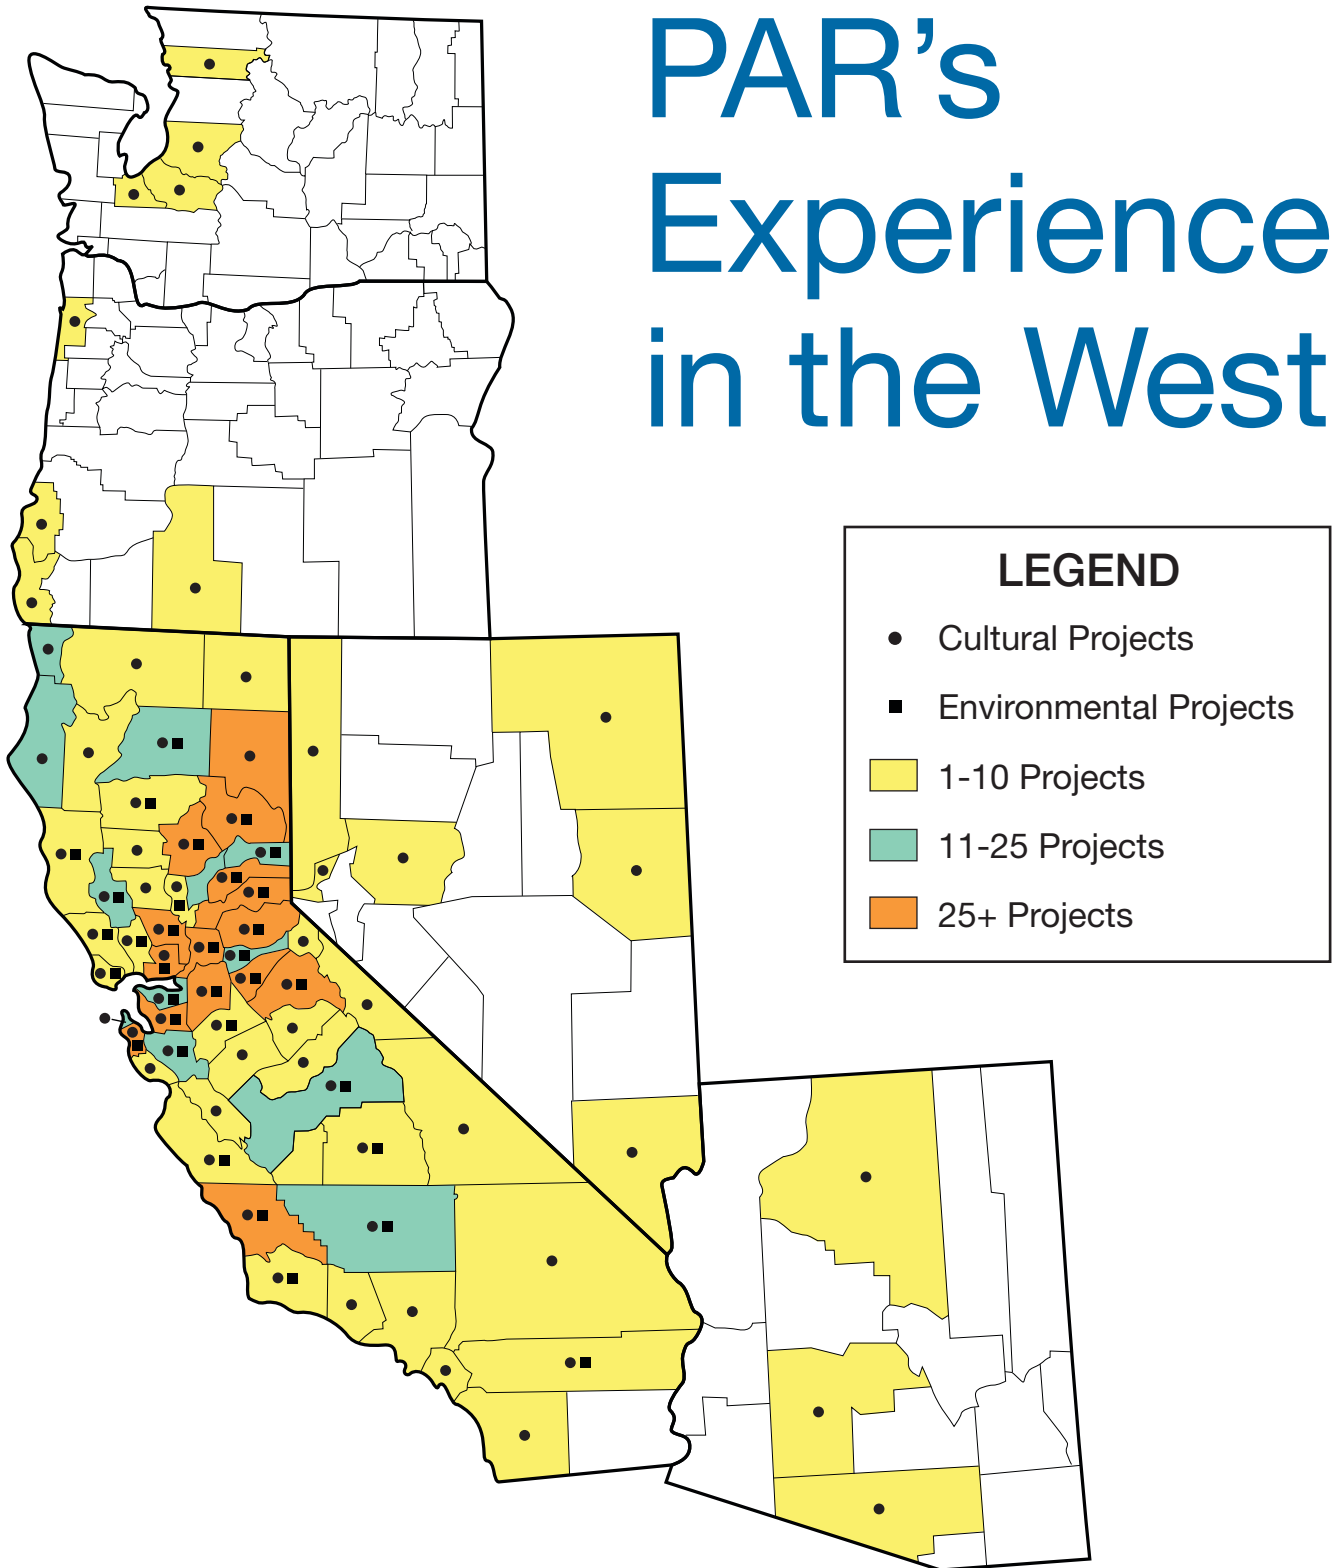 PAR’s
Experience
in the West
LEGEND
Cultural Projects
Environmental Projects
1-10 Projects
11-25 Projects
25+ Projects